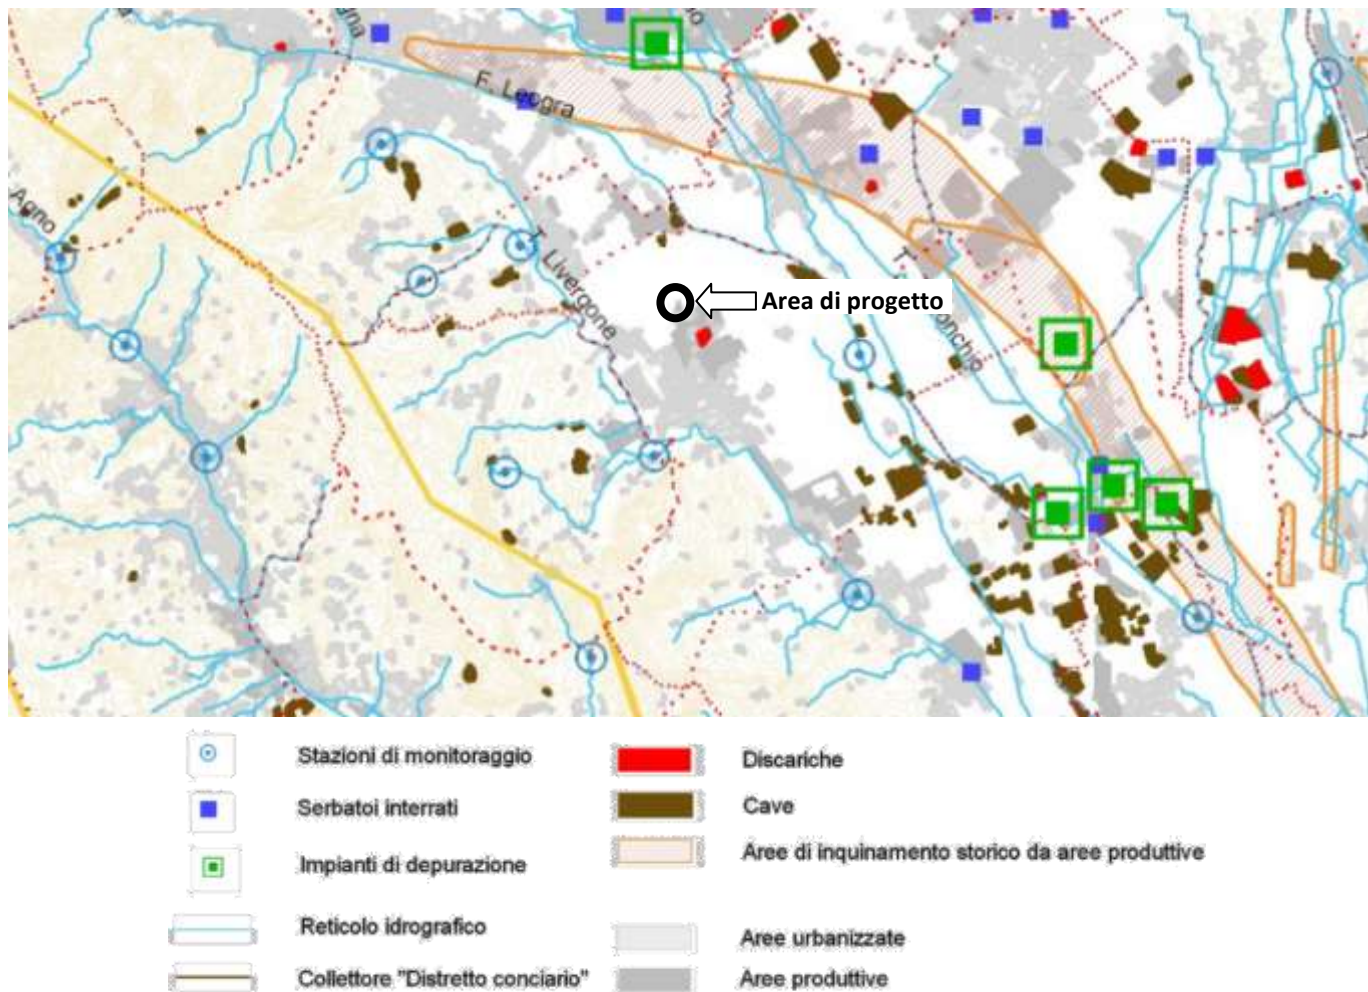 F. Leogra
Agno
T. Livergone
T.
onchio
Area di progetto
Stazioni di monitoraggio
Serbatoi interrati
Impianti di depurazione
Reticolo idrografico
Collettore "Distretto conciario"
Discariche
Cave
Aree di inquinamento storico da aree produttive
Aree urbanizzate
Aree produttive